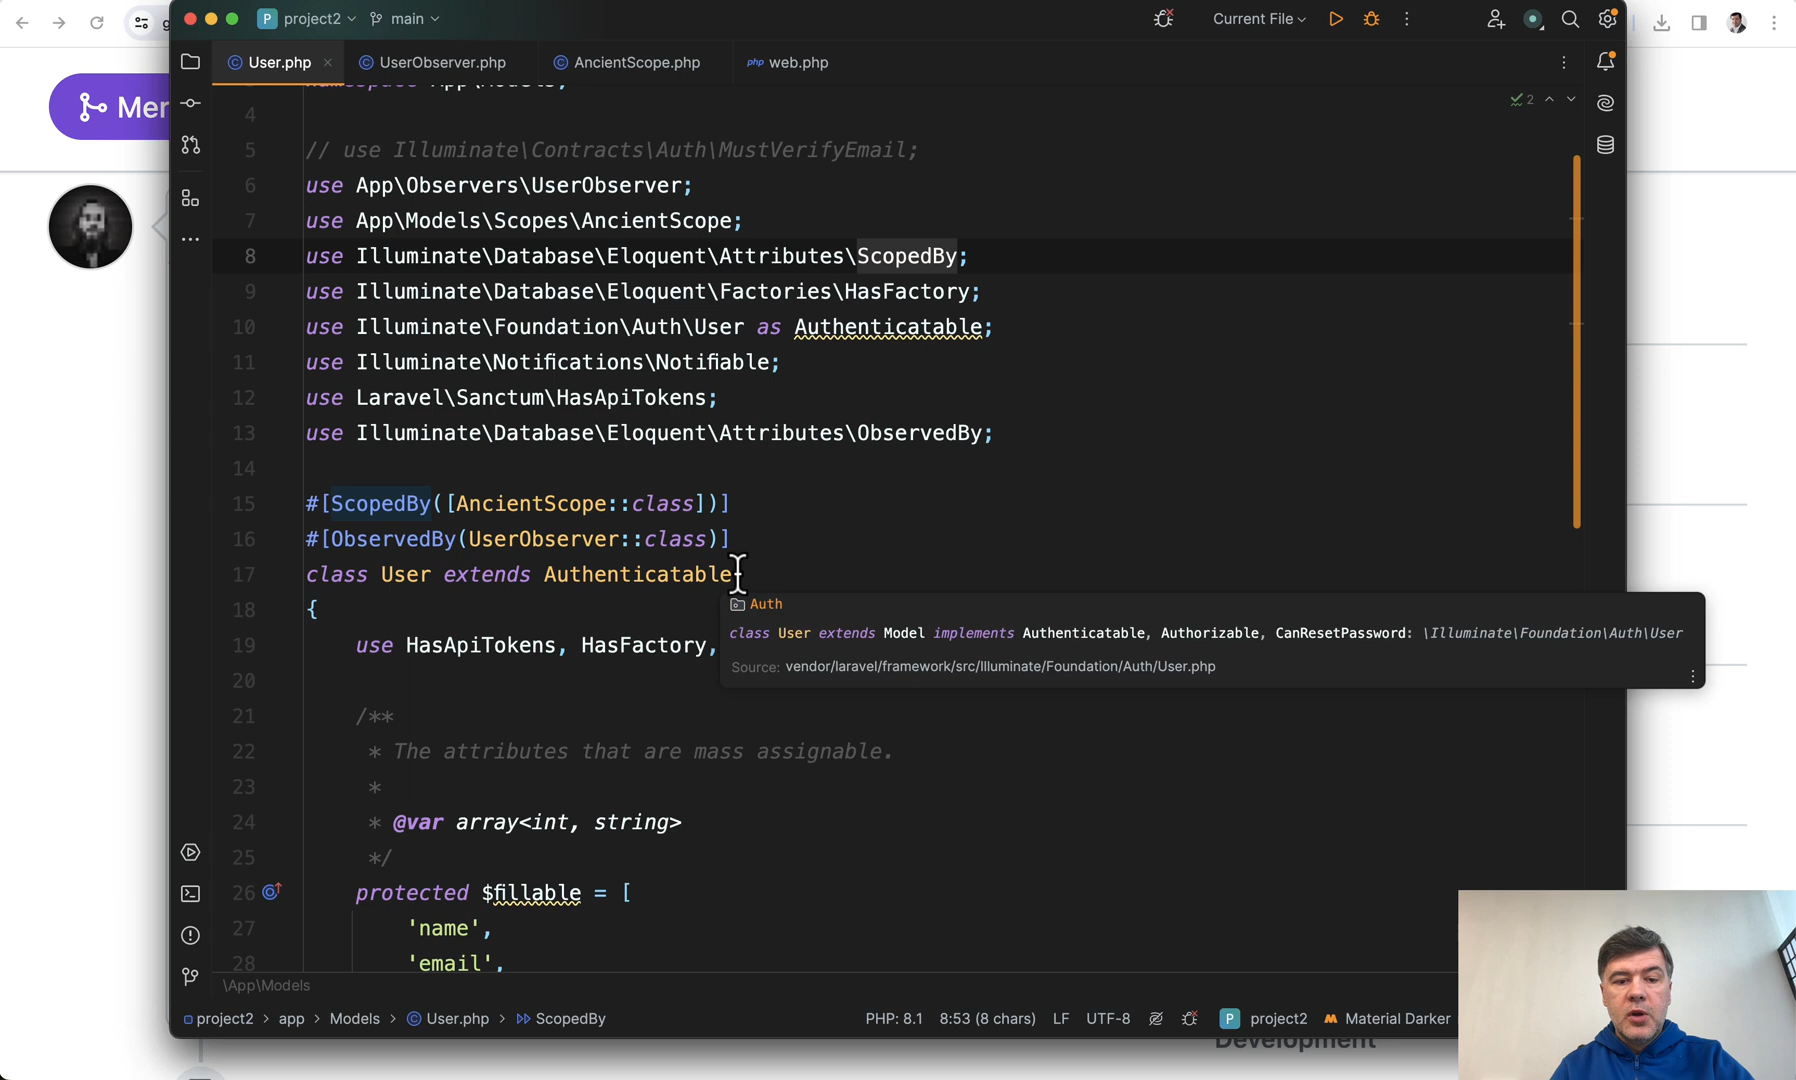 g
P project2 main
Current File
Mer
User.php
UserObserver.php
AncientScope.php
php web.php
2
4
5 // use Illuminate\Contracts\Auth\MustVerifyEmail;
6 use App\Observers\UserObserver;
7 use App\Models\Scopes\AncientScope;
8 use Illuminate\Database\Eloquent\Attributes\ScopedBy;
9 use Illuminate\Database\Eloquent\Factories\HasFactory;
10 use Illuminate\Foundation\Auth\User as Authenticatable;
11 use Illuminate\Notifications\Notifiable;
12 use Laravel\Sanctum\HasApiTokens;
13 use Illuminate\Database\Eloquent\Attributes\ObservedBy;
14
15 #[ScopedBy([AncientScope::class])]
16 #[ObservedBy(UserObserver::class)]
17 class User extends Authenticatable
18 {
Auth
class User extends Model implements Authenticatable, Authorizable, CanResetPassword: \Illuminate\Foundation\Auth\User
Source: vendor/laravel/framework/src/Illuminate/Foundation/Auth/User.php
19 use HasApiTokens, HasFactory,
20
21 /**
22 * The attributes that are mass assignable.
23 *
24 * @var array<int, string>
25 */
26 protected $fillable = [
27 'name',
28 'email',
\App\Models
project2 > app > Models > User.php > ScopedBy
PHP: 8.1 8:53 (8 chars) LF UTF-8 P project2 Material Darker
Development